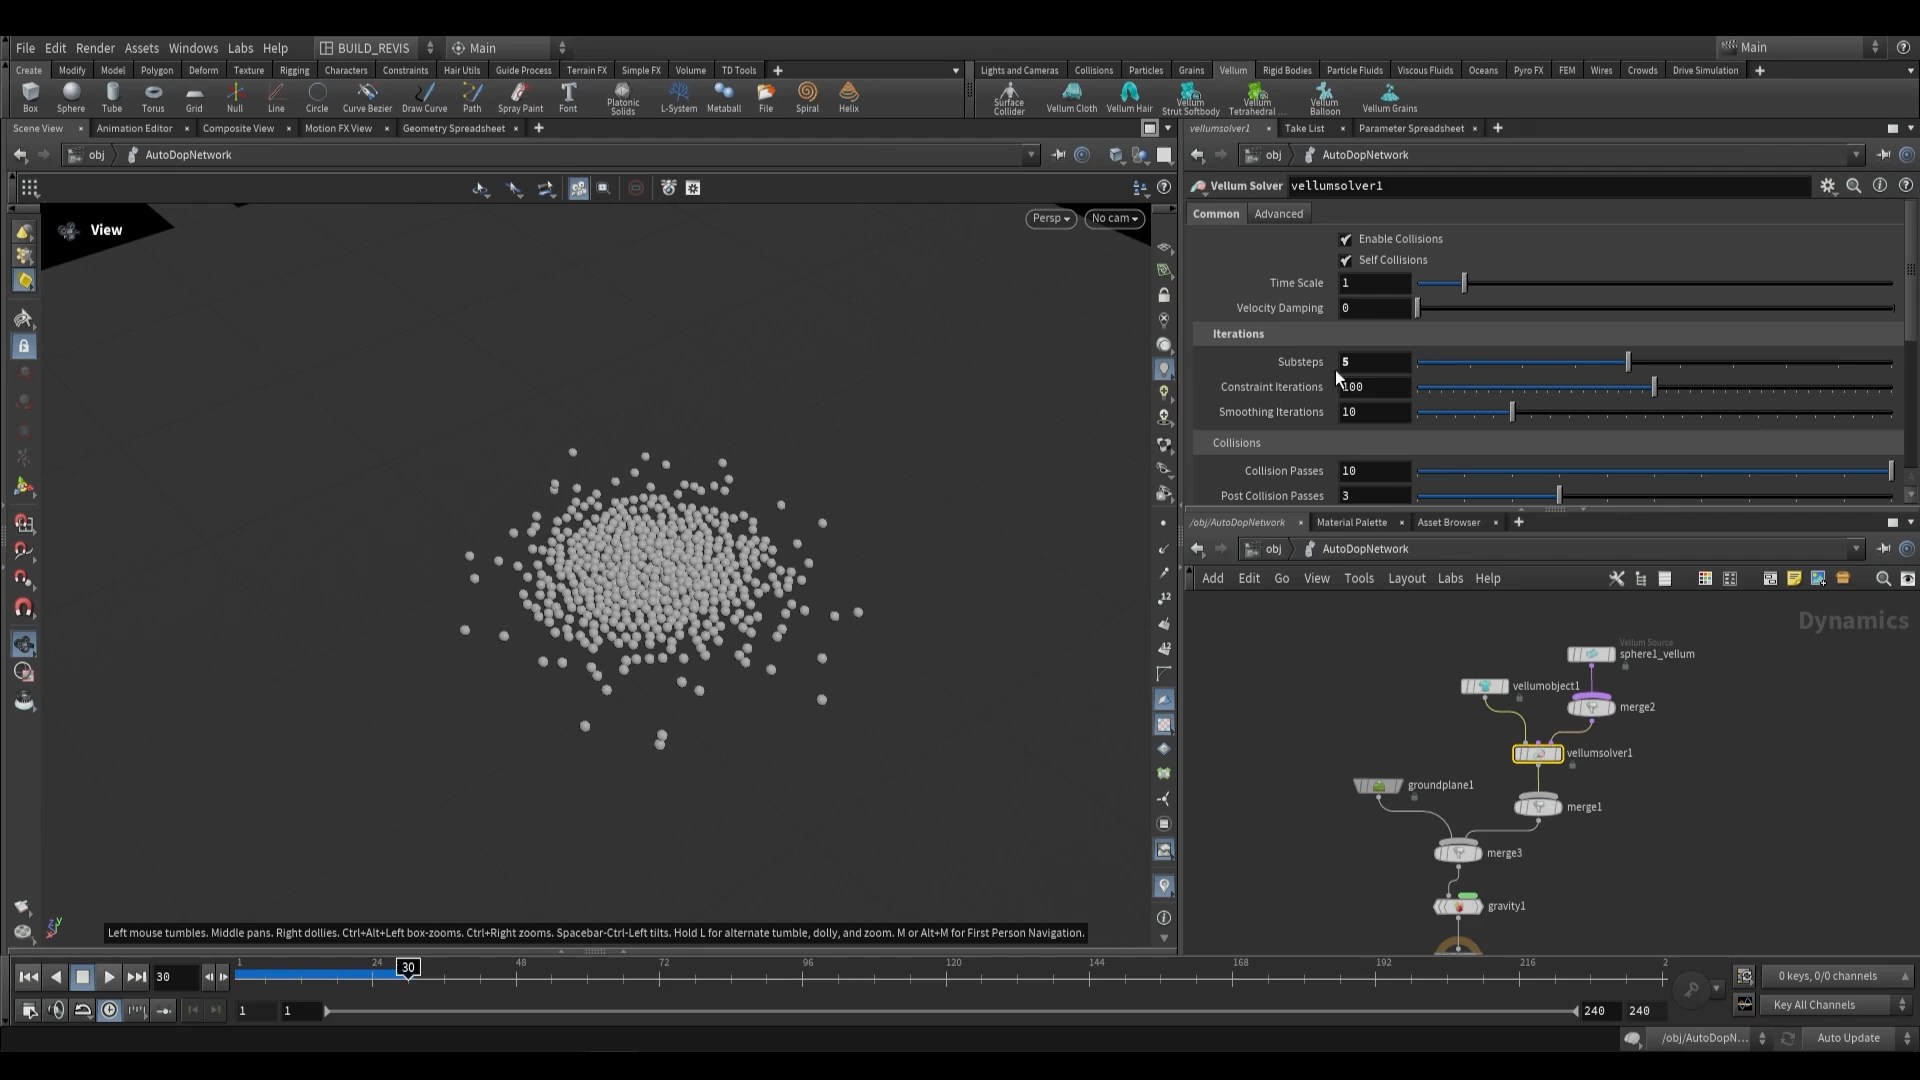 File Edit Render Assets Windows Labs Help BUILD_REVIS Main Main
Create Modify Model Polygon Deform Texture Rigging Characters Constraints Hair Utils Guide Process Terrain FX Simple FX Volume TD Tools
Lights and Cameras Collisions Particles Grains Vellum Rigid Bodies Particle Fluids Viscous Fluids Oceans Pyro FX FEM Wires Crowds Drive Simulation
Box Sphere Tube Torus Grid Null Line Circle Curve Bezier Draw Curve Path Spray Paint Font Platonic Solids L-System Metaball File Spiral Helix
Surface Collider Vellum Cloth Vellum Hair Vellum Strut Softbody Vellum Tetrahedral ... Vellum Balloon Vellum Grains
Scene View Animation Editor Composite View Motion FX View Geometry Spreadsheet
vellumsolver1 Take List Parameter Spreadsheet
obj AutoDopNetwork
obj AutoDopNetwork
Vellum Solver vellumsolver1
View
Persp No cam
Common Advanced
Enable Collisions
Self Collisions
Time Scale 1
Velocity Damping 0
Iterations
Substeps 5
Constraint Iterations 100
Smoothing Iterations 10
Collisions
Collision Passes 10
Post Collision Passes 3
/obj/AutoDopNetwork Material Palette Asset Browser
obj AutoDopNetwork
Add Edit Go View Tools Layout Labs Help
Dynamics
Vellum Source
sphere1_vellum
vellumobject1
merge2
vellumsolver1
groundplane1
merge1
merge3
gravity1
Left mouse tumbles. Middle pans. Right dollies. Ctrl+Alt+Left box-zooms. Ctrl+Right zooms. Spacebar-Ctrl-Left tilts. Hold L for alternate tumble, dolly, and zoom. M or Alt+M for First Person Navigation.
30 1 24 30 48 72 96 120 144 168 192 216 2
0 keys, 0/0 channels
1 1 240 240
Key All Channels
/obj/AutoDopN... Auto Update